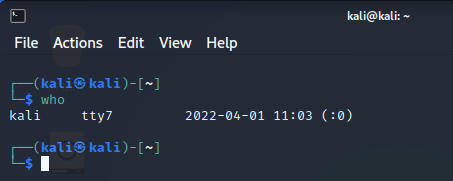 kali@kali: ~
File Actions Edit View Help
┌──(kali㉿kali)-[~]
└─$ who
kali     tty7         2022-04-01 11:03 (:0)
┌──(kali㉿kali)-[~]
└─$